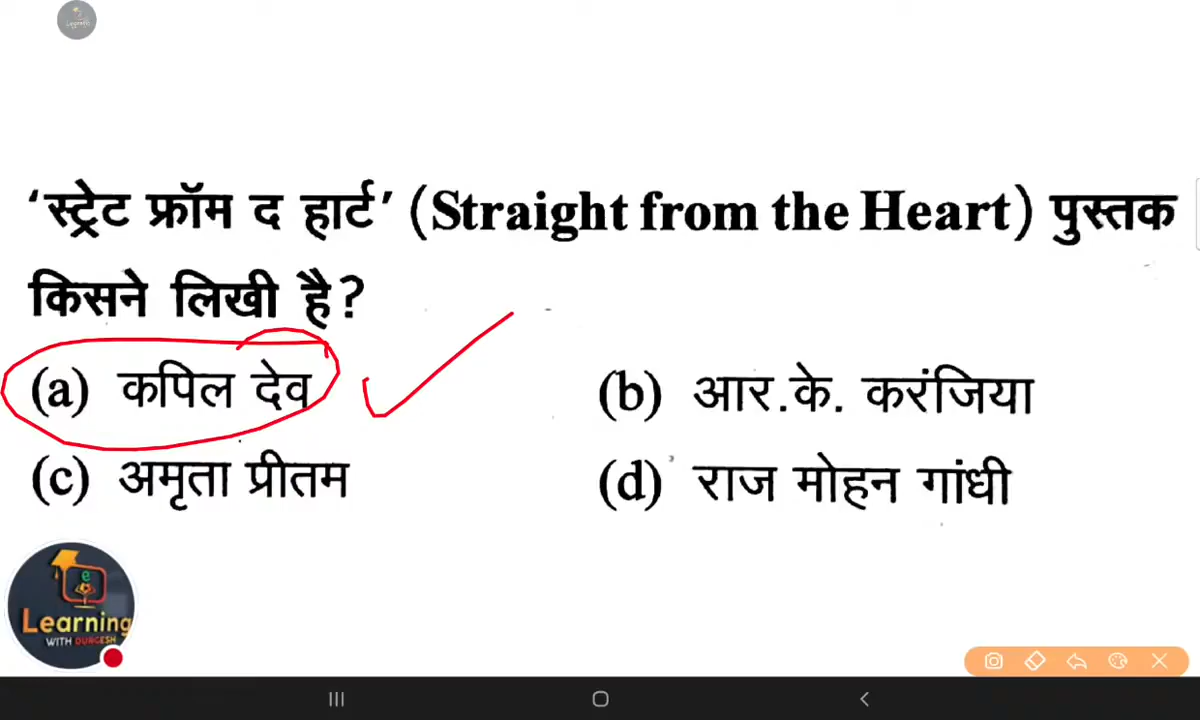 ‘स्ट्रेट फ्रॉम द हार्ट’ (Straight from the Heart) पुस्तक
किसने लिखी है?
(a) कपिल देव
(b) आर.के. करंजिया
(c) अमृता प्रीतम
(d) राज मोहन गांधी
e
Learning
WITH DURGESH